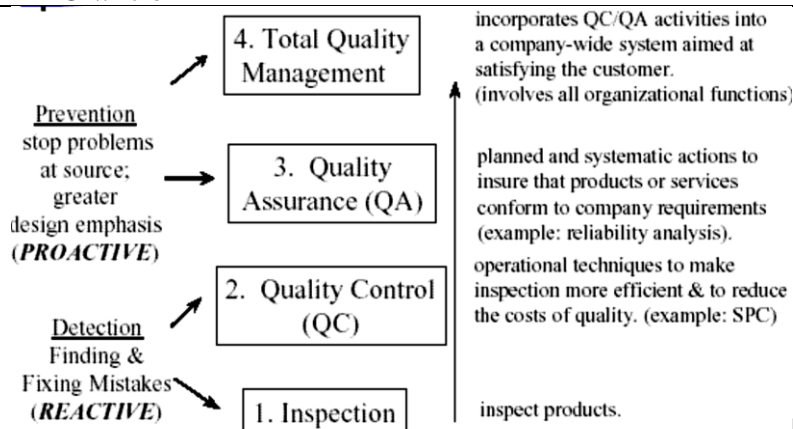 4. Total Quality
Management
incorporates QC/QA activities into
a company-wide system aimed at
satisfying the customer.
(involves all organizational functions)
Prevention
stop problems
at source;
greater
design emphasis
(PROACTIVE)
3. Quality
Assurance (QA)
planned and systematic actions to
insure that products or services
conform to company requirements
(example: reliability analysis).
2. Quality Control
(QC)
operational techniques to make
inspection more efficient & to reduce
the costs of quality. (example: SPC)
Detection
Finding &
Fixing Mistakes
(REACTIVE)
1. Inspection
inspect products.